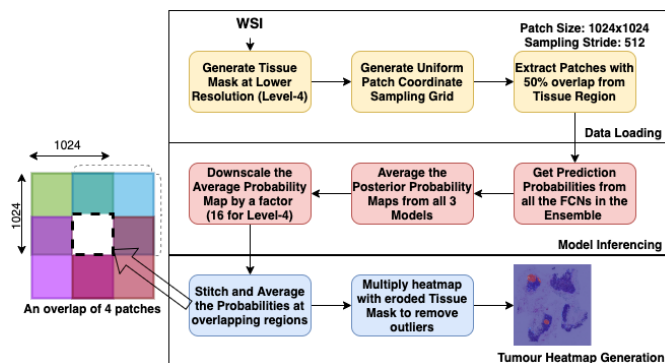 WSI
Patch Size: 1024x1024
Sampling Stride: 512
Generate Tissue
Mask at Lower
Resolution (Level-4)
Generate Uniform
Patch Coordinate
Sampling Grid
Extract Patches with
50% overlap from
Tissue Region
Data Loading
1024
1024
An overlap of 4 patches
Downscale the
Average Probability
Map by a factor
(16 for Level-4)
Average the
Posterior Probability
Maps from all 3
Models
Get Prediction
Probabilities from
all the FCNs in the
Ensemble
Model Inferencing
Stitch and Average
the Probabilities at
overlapping regions
Multiply heatmap
with eroded Tissue
Mask to remove
outliers
Tumour Heatmap Generation